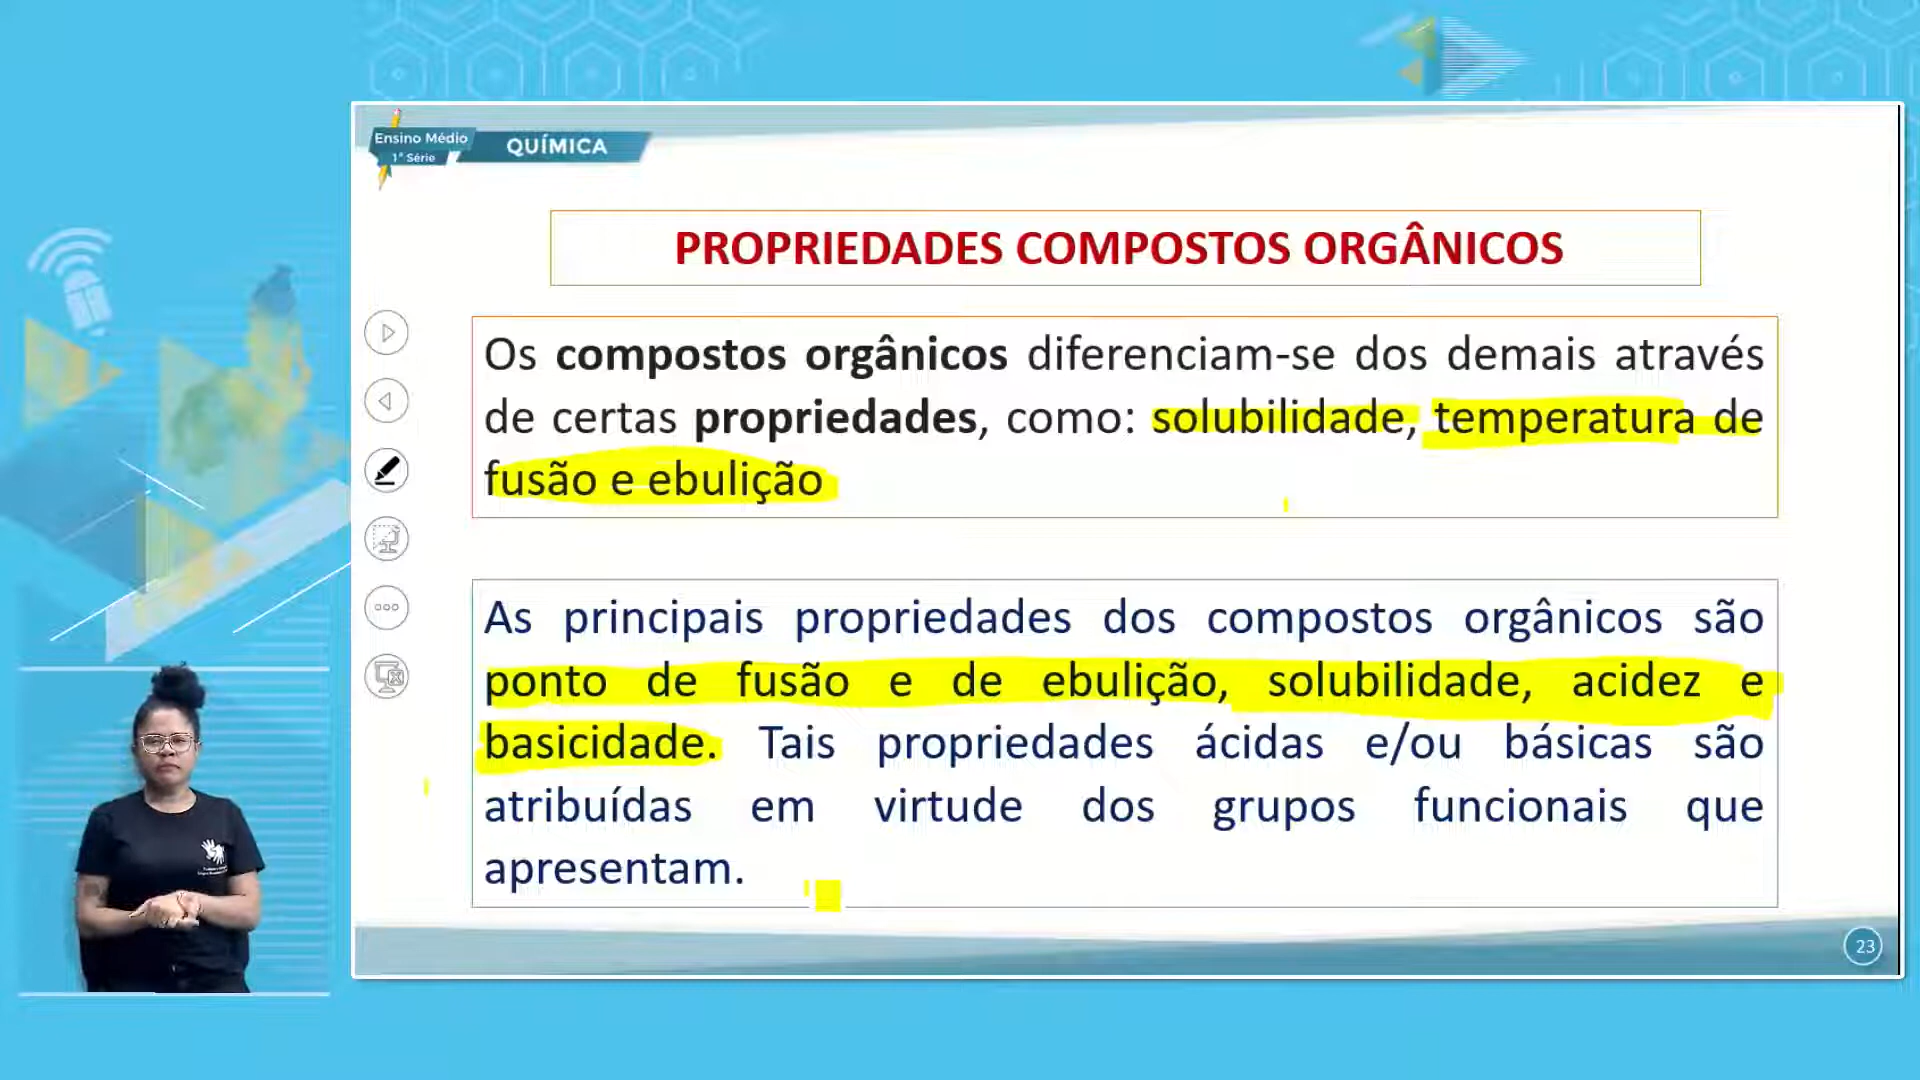 Ensino Médio
1ª Série
QUÍMICA
PROPRIEDADES COMPOSTOS ORGÂNICOS
Os compostos orgânicos diferenciam-se dos demais através
de certas propriedades, como: solubilidade, temperatura de
fusão e ebulição
As principais propriedades dos compostos orgânicos são
ponto de fusão e de ebulição, solubilidade, acidez e
basicidade. Tais propriedades ácidas e/ou básicas são
atribuídas em virtude dos grupos funcionais que
apresentam.
23